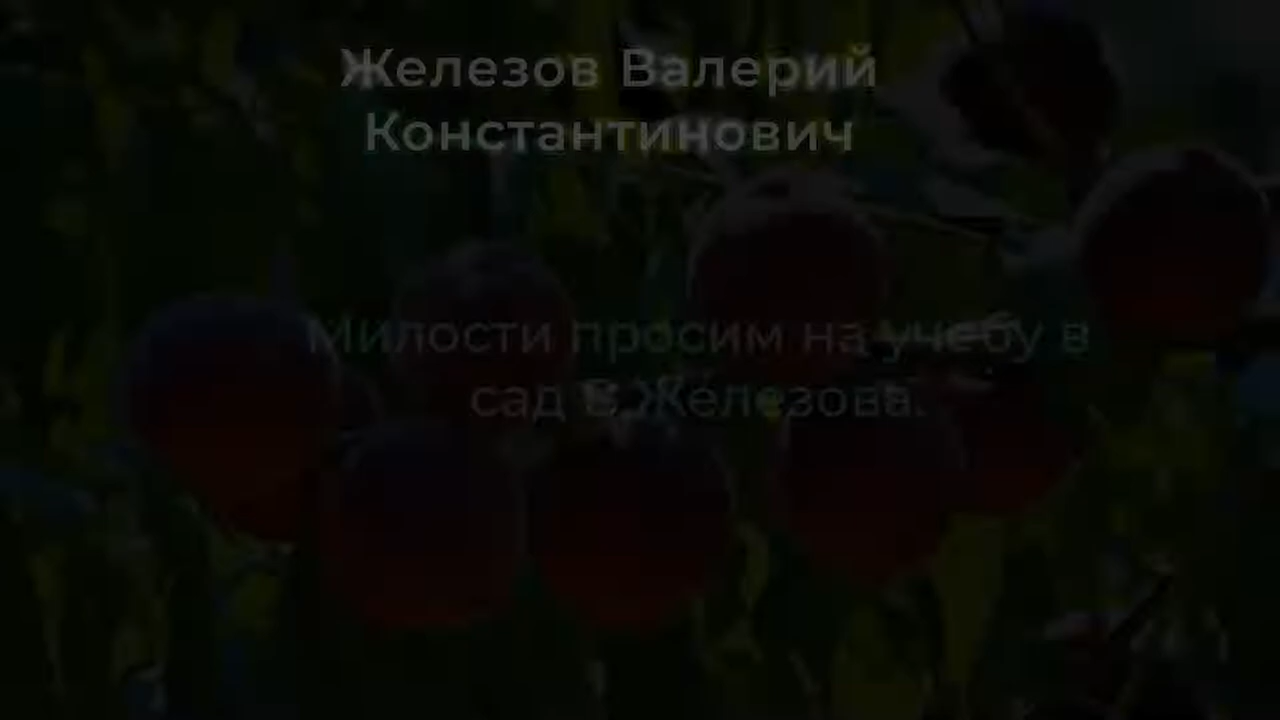 Железов Валерий
Константинович
Милости просим на учебу в
сад В.Железова.